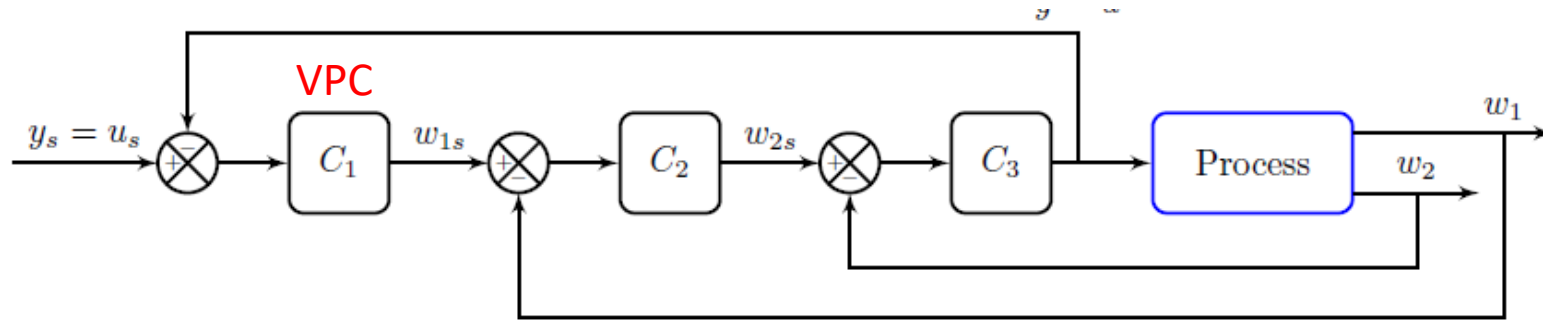 VPC
y_s = u_s
C_1
w_{1s}
C_2
w_{2s}
C_3
Process
w_1
w_2
+
−
+
−
+
−